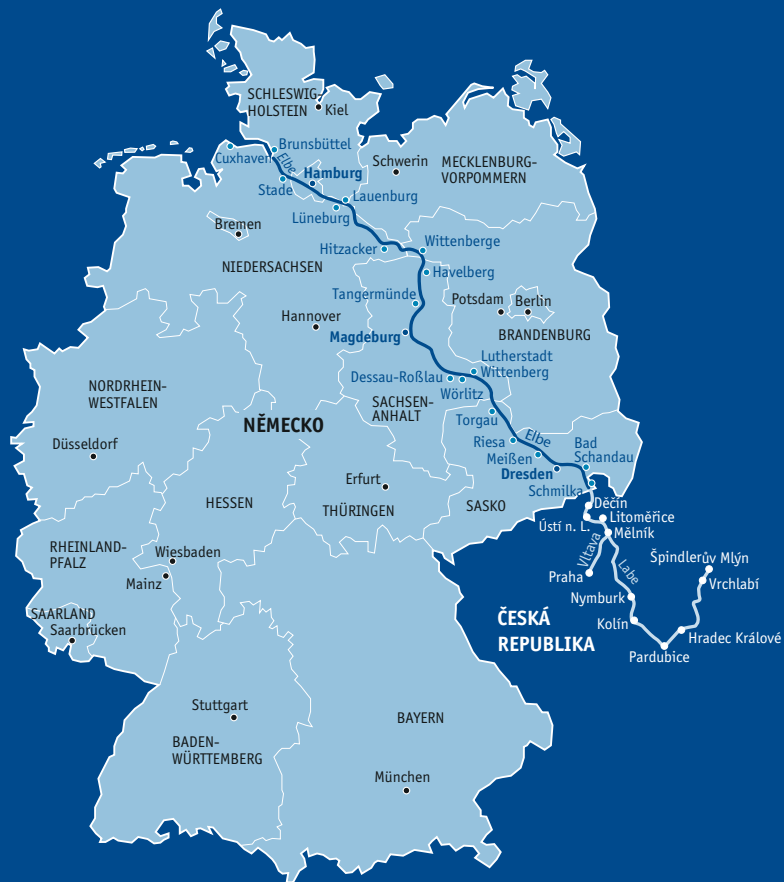 SCHLESWIG-
HOLSTEIN
Kiel
Brunsbüttel
Cuxhaven
Elbe
Stade
Hamburg
Schwerin
MECKLENBURG-
VORPOMMERN
Lauenburg
Lüneburg
Bremen
Hitzacker
Wittenberge
NIEDERSACHSEN
Havelberg
Tangermünde
Potsdam
Berlin
Hannover
Magdeburg
BRANDENBURG
Lutherstadt
Wittenberg
Dessau-Roßlau
Wörlitz
NORDRHEIN-
WESTFALEN
SACHSEN-
ANHALT
Torgau
NĚMECKO
Düsseldorf
Riesa
Elbe
Meißen
Bad
Schandau
Dresden
Schmilka
Erfurt
HESSEN
THÜRINGEN
SASKO
Děčín
Litoměřice
Ústí n. L.
Mělník
RHEINLAND-
PFALZ
Wiesbaden
Mainz
Vltava
Labe
Praha
Špindlerův Mlýn
Vrchlabí
Nymburk
SAARLAND
Saarbrücken
ČESKÁ
REPUBLIKA
Kolín
Hradec Králové
Pardubice
Stuttgart
BAYERN
BADEN-
WÜRTTEMBERG
München